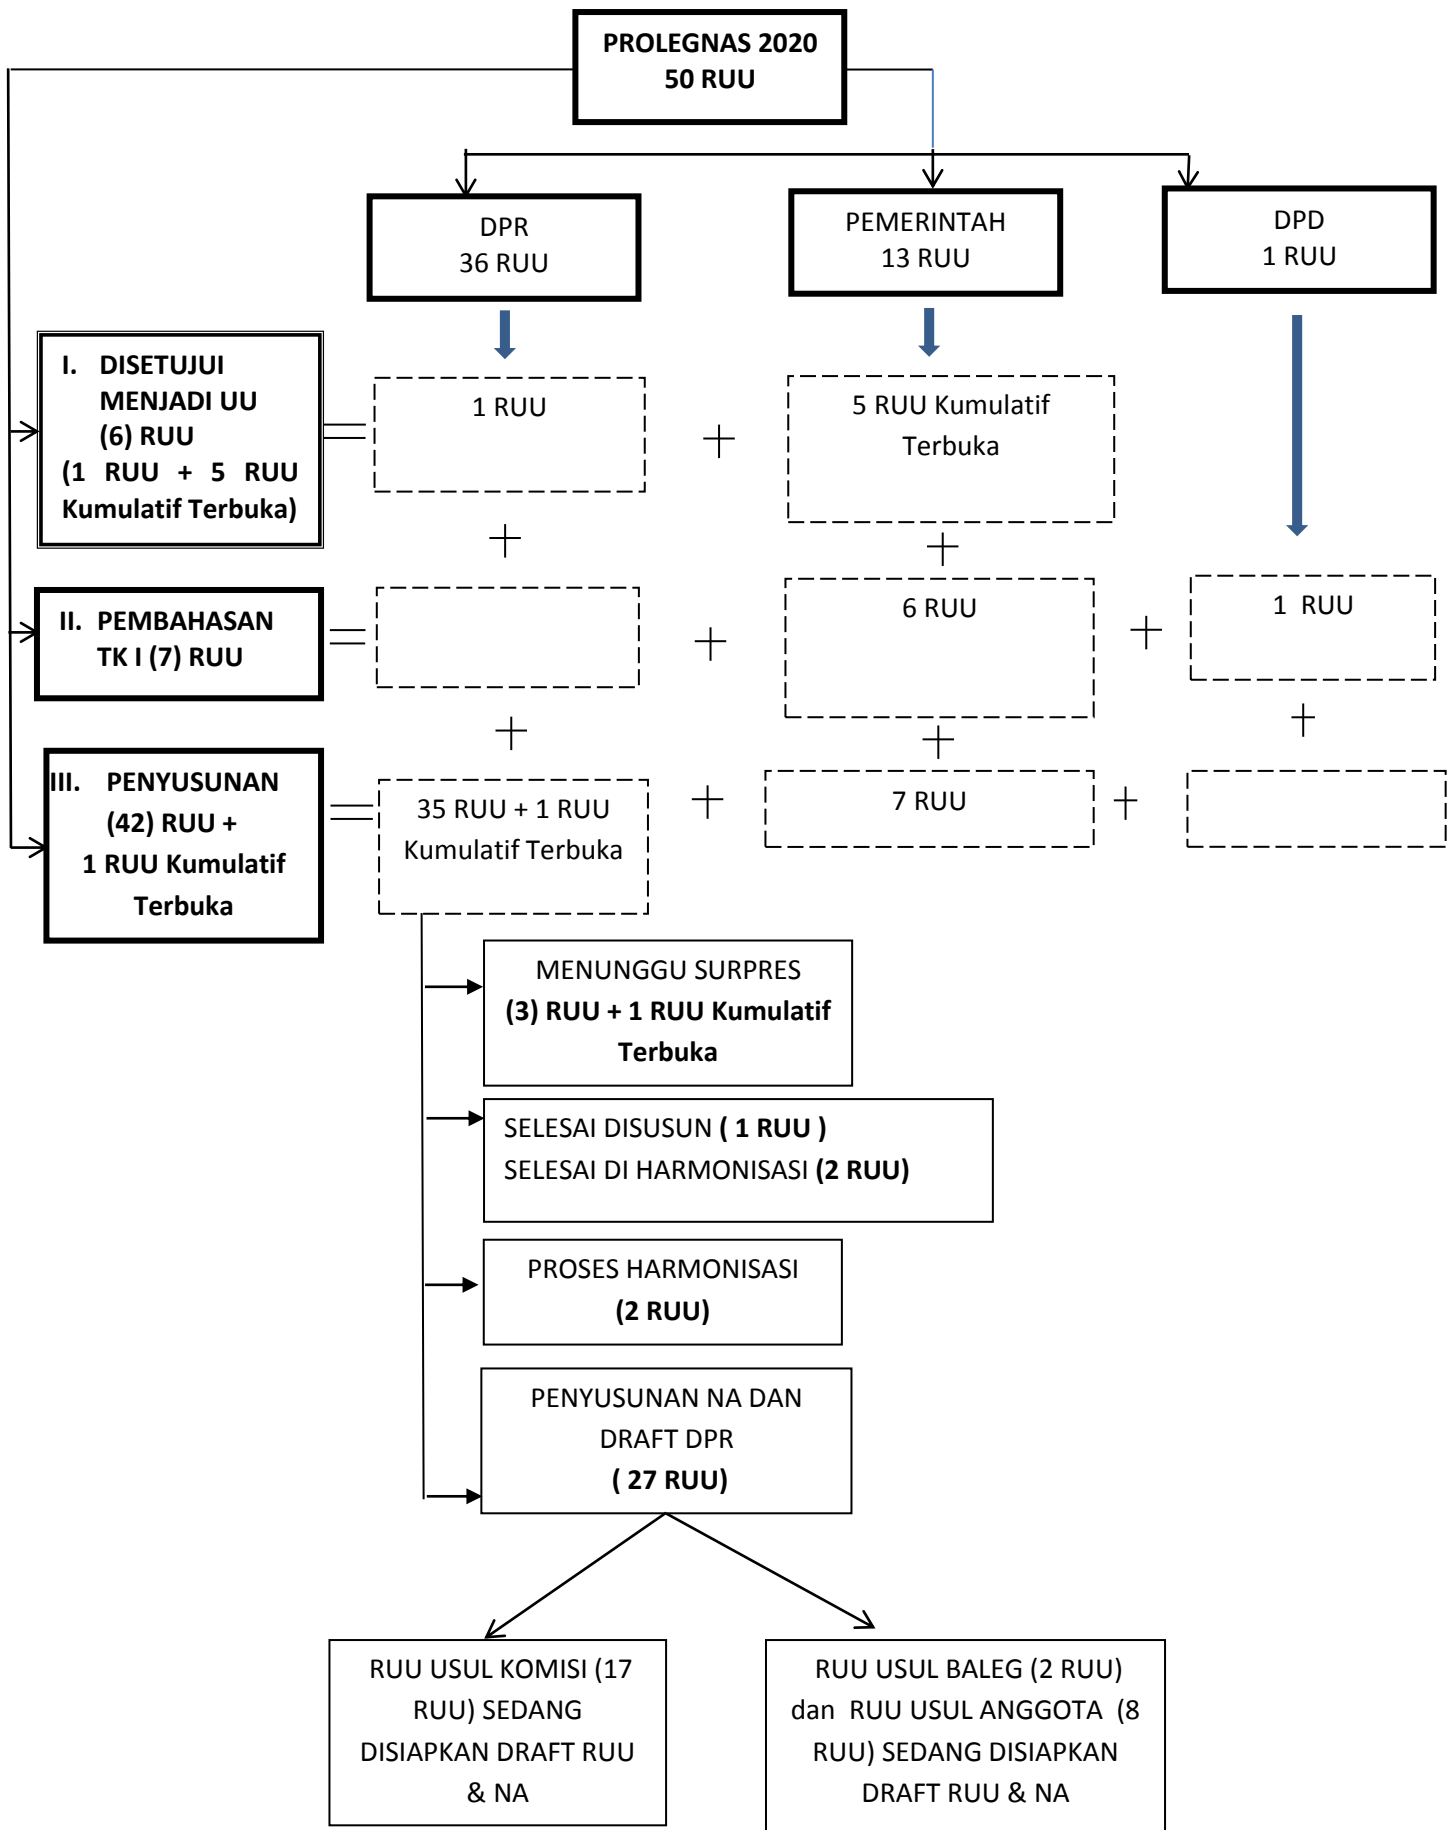 PROLEGNAS 2020
50 RUU
DPR
36 RUU
PEMERINTAH
13 RUU
DPD
1 RUU
I. DISETUJUI
MENJADI UU
(6) RUU
(1 RUU + 5 RUU
Kumulatif Terbuka)
1 RUU
+
5 RUU Kumulatif
Terbuka
+
+
II. PEMBAHASAN
TK I (7) RUU
+
6 RUU
+
1 RUU
+
+
+
III. PENYUSUNAN
(42) RUU +
1 RUU Kumulatif
Terbuka
35 RUU + 1 RUU
Kumulatif Terbuka
+
7 RUU
+
MENUNGGU SURPRES
(3) RUU + 1 RUU Kumulatif
Terbuka
SELESAI DISUSUN ( 1 RUU )
SELESAI DI HARMONISASI (2 RUU)
PROSES HARMONISASI
(2 RUU)
PENYUSUNAN NA DAN
DRAFT DPR
( 27 RUU)
RUU USUL KOMISI (17
RUU) SEDANG
DISIAPKAN DRAFT RUU
& NA
RUU USUL BALEG (2 RUU)
dan RUU USUL ANGGOTA (8
RUU) SEDANG DISIAPKAN
DRAFT RUU & NA